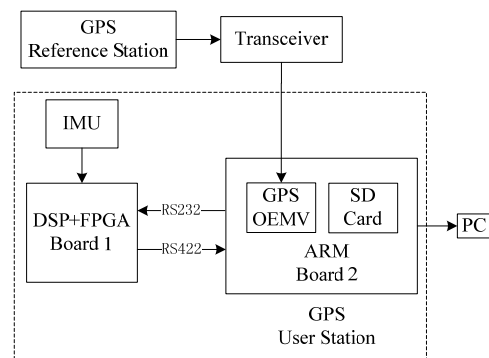 GPS
Reference Station
Transceiver
IMU
DSP+FPGA
Board 1
RS232
RS422
GPS
OEMV
SD
Card
ARM
Board 2
PC
GPS
User Station